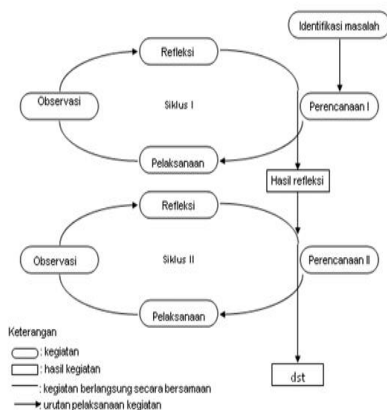 Identifikasi masalah
Refleksi
Observasi
Siklus I
Perencanaan I
Pelaksanaan
Hasil refleksi
Refleksi
Observasi
Siklus II
Perencanaan II
Pelaksanaan
Keterangan
: kegiatan
: hasil kegiatan
: kegiatan berlangsung secara bersamaan
: urutan pelaksanaan kegiatan
dst